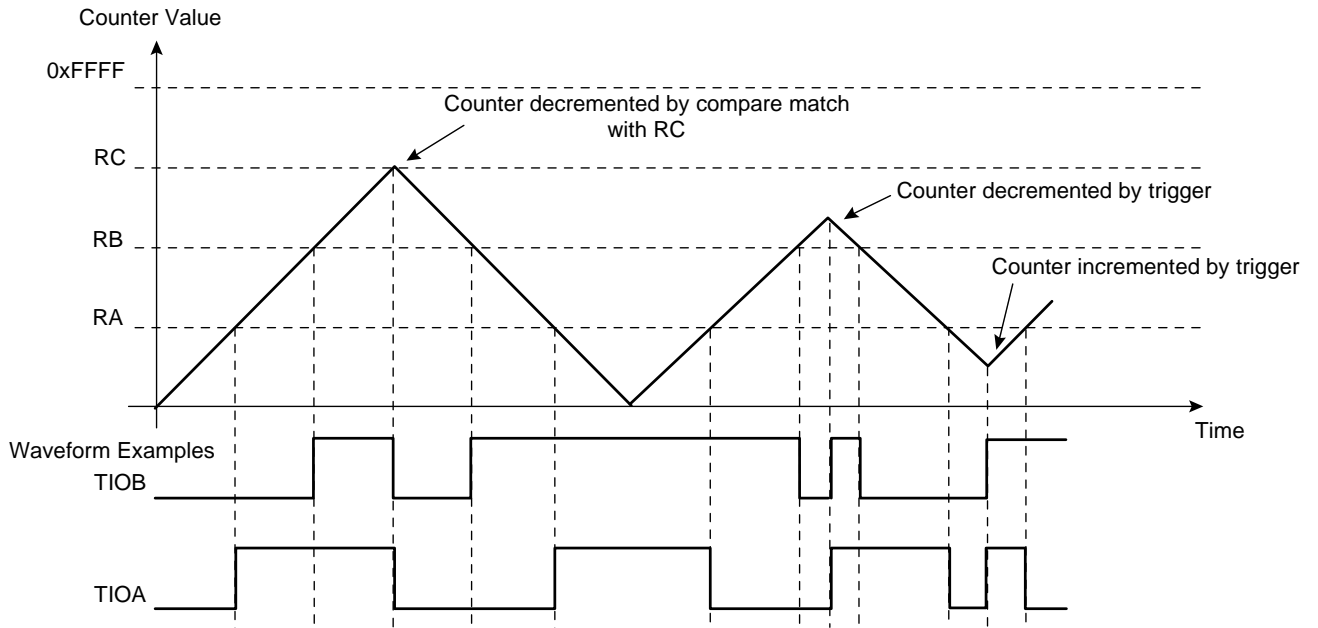 Counter Value
0xFFFF
Counter decremented by compare match
with RC
RC
Counter decremented by trigger
RB
Counter incremented by trigger
RA
Time
Waveform Examples
TIOB
TIOA